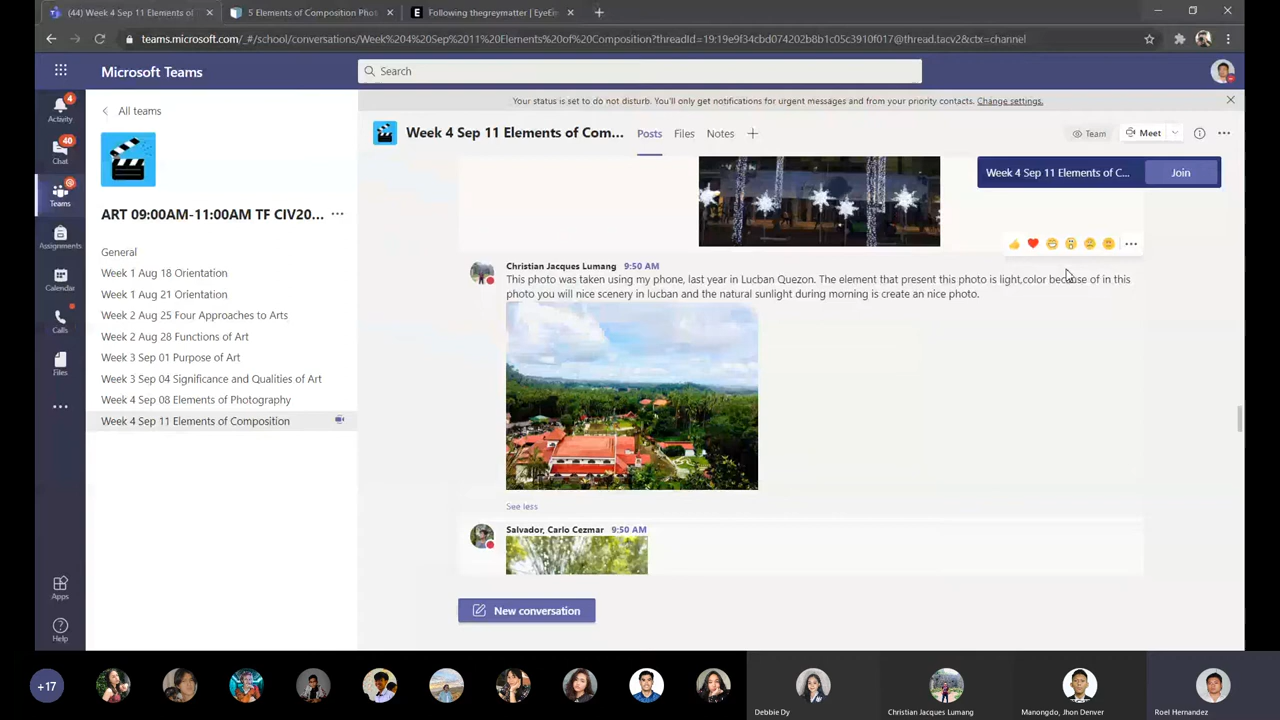 (44) Week 4 Sep 11 Elements of
5 Elements of Composition Phot
Following thegreymatter | EyeEm
teams.microsoft.com/_#/school/conversations/Week%204%20Sep%2011%20Elements%20of%20Composition?threadId=19:19e9f34cbd074202b8b1c05c3910f017@thread.tacv2&ctx=channel
Microsoft Teams
Search
Your status is set to do not disturb. You'll only get notifications for urgent messages and from your priority contacts. Change settings.
Activity
4
Chat
40
Teams
Assignments
Calendar
Calls
Files
Apps
Help
All teams
ART 09:00AM-11:00AM TF CIV20...
General
Week 1 Aug 18 Orientation
Week 1 Aug 21 Orientation
Week 2 Aug 25 Four Approaches to Arts
Week 2 Aug 28 Functions of Art
Week 3 Sep 01 Purpose of Art
Week 3 Sep 04 Significance and Qualities of Art
Week 4 Sep 08 Elements of Photography
Week 4 Sep 11 Elements of Composition
Week 4 Sep 11 Elements of Com... Posts Files Notes
Team Meet
Week 4 Sep 11 Elements of C... Join
Christian Jacques Lumang 9:50 AM
This photo was taken using my phone, last year in Lucban Quezon. The element that present this photo is light,color because of in this
photo you will nice scenery in lucban and the natural sunlight during morning is create an nice photo.
See less
Salvador, Carlo Cezmar 9:50 AM
New conversation
+17
Debbie Dy
Christian Jacques Lumang
Manongdo, Jhon Denver
Roel Hernandez